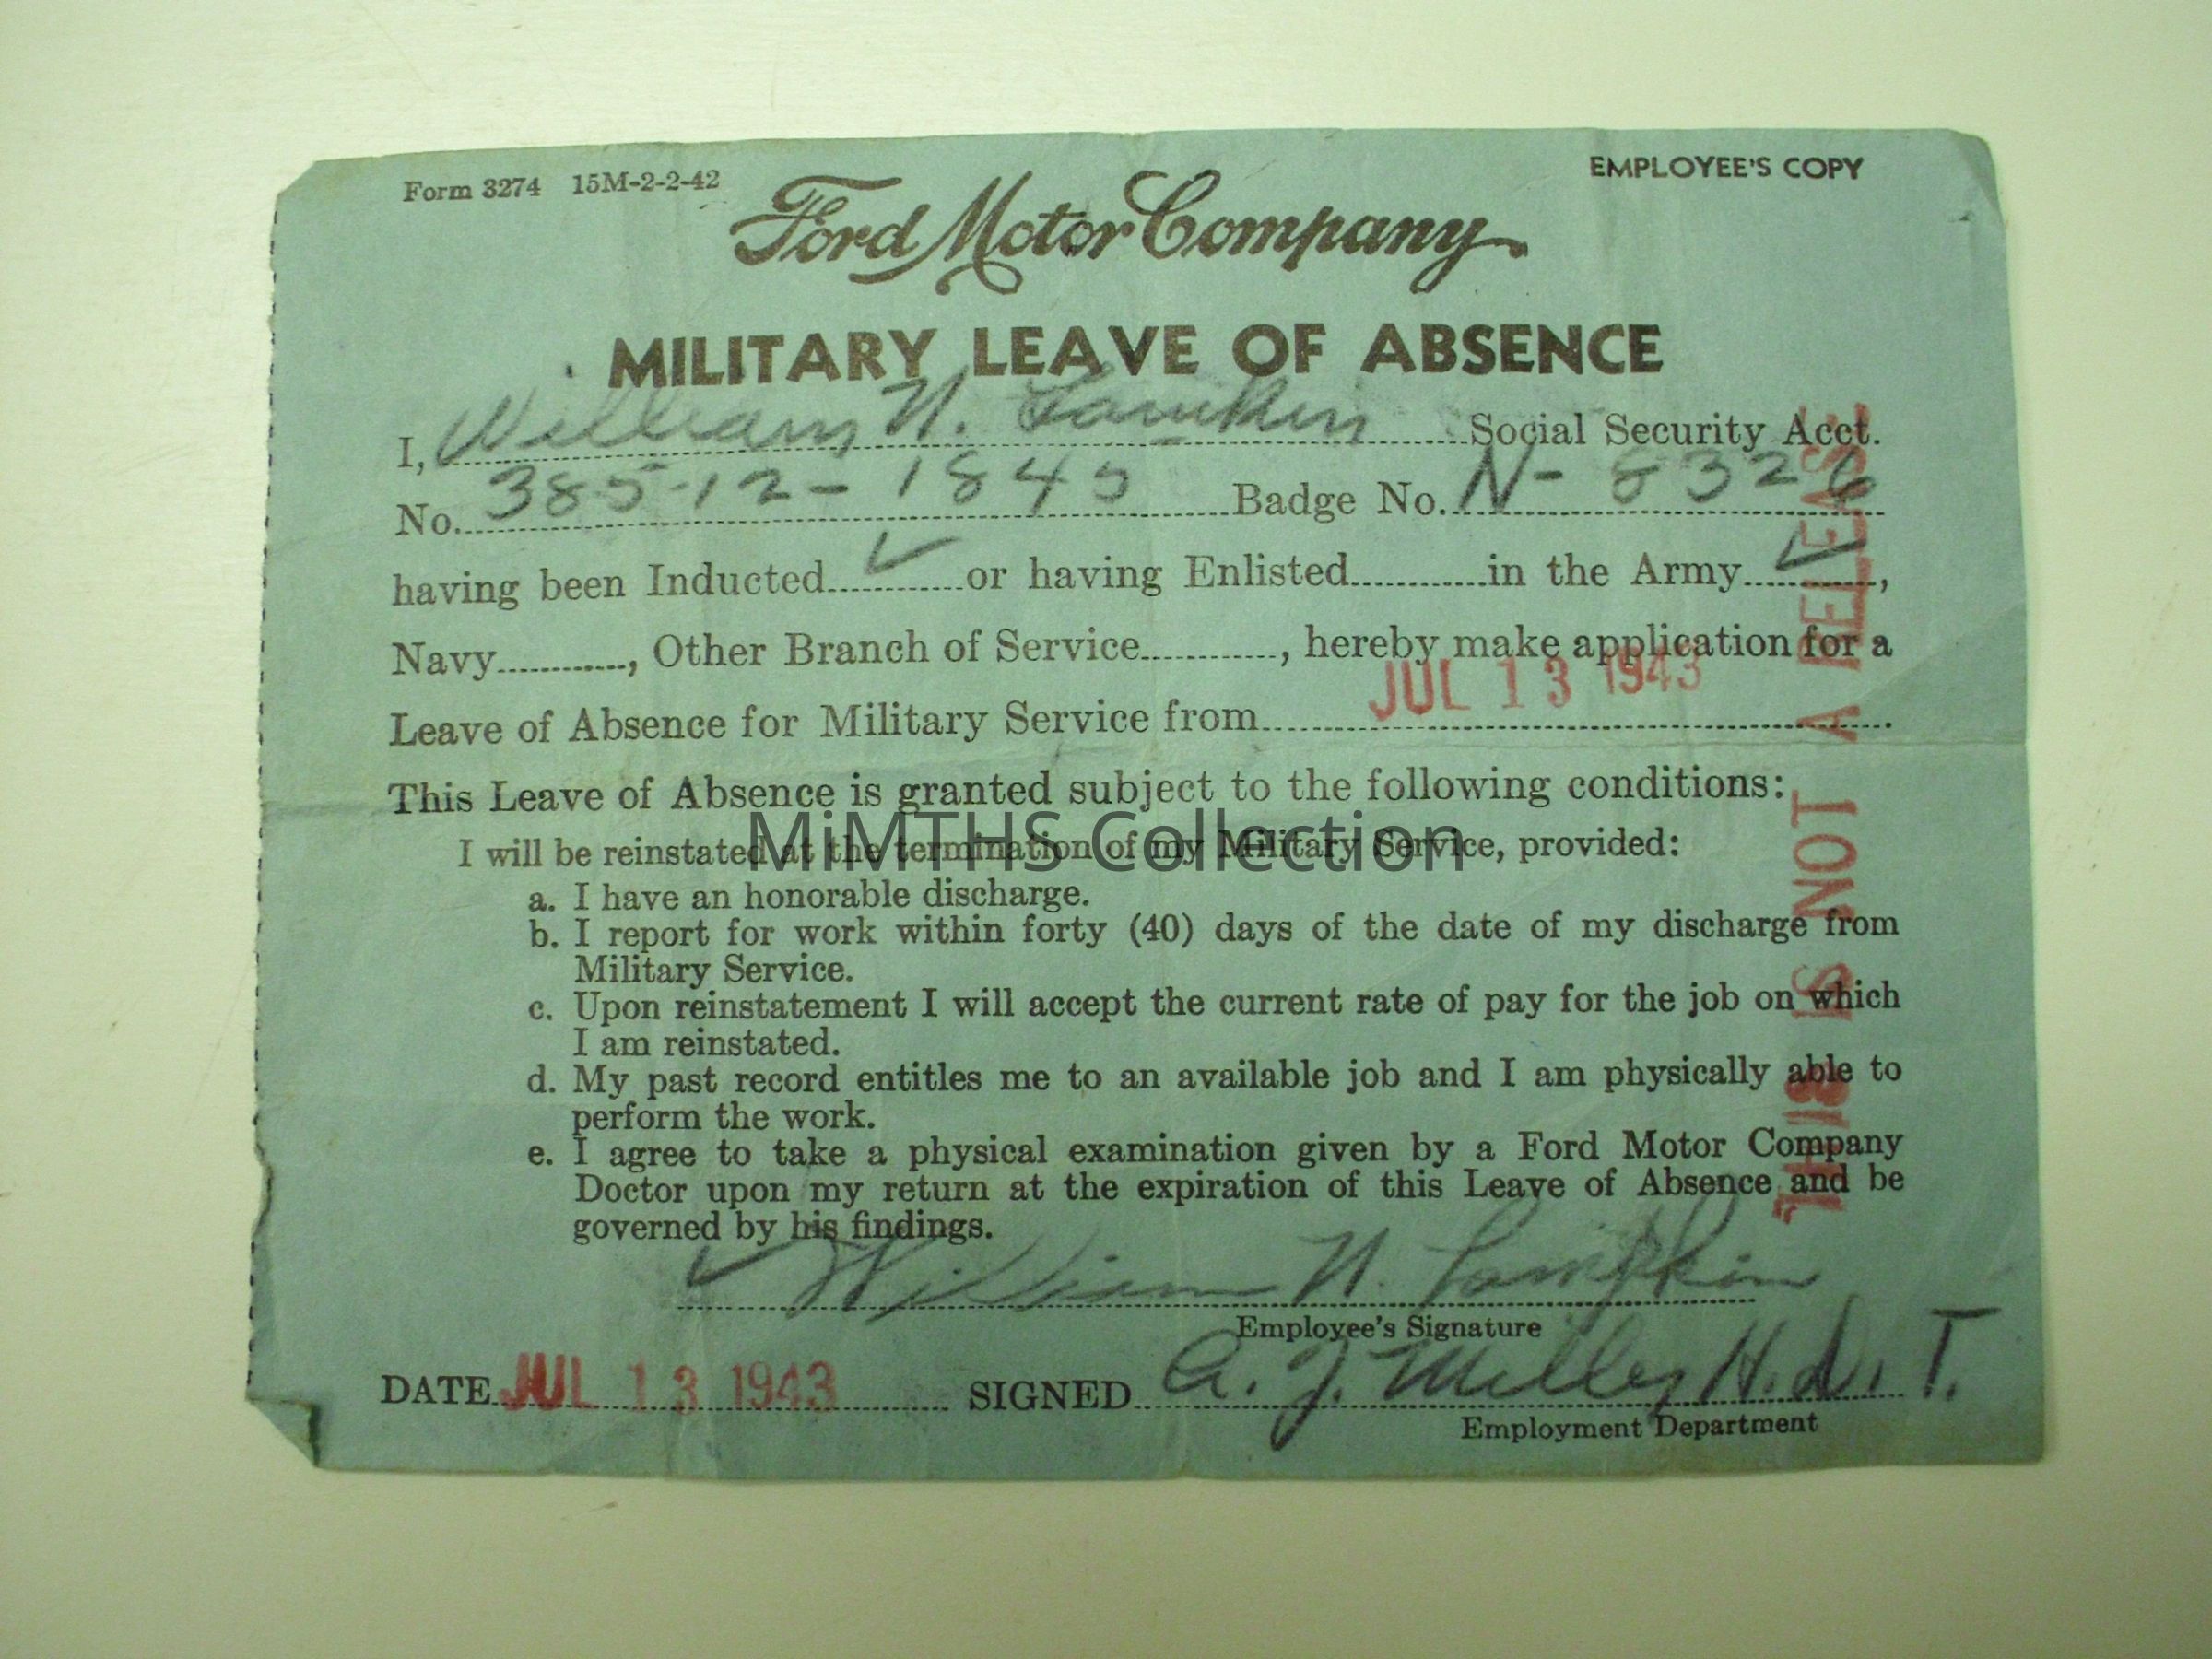 Form 3274 15M-2-2-42
EMPLOYEE'S COPY
Ford Motor Company
MILITARY LEAVE OF ABSENCE
I, William N. Lampkin Social Security Acct.
No. 385-12-1845 Badge No. N-8326
having been Inducted ✓ or having Enlisted in the Army ✓,
Navy, Other Branch of Service, hereby make application for a
Leave of Absence for Military Service from JUL 13 1943.
This Leave of Absence is granted subject to the following conditions:
I will be reinstated at the termination of my Military Service, provided:
a. I have an honorable discharge.
b. I report for work within forty (40) days of the date of my discharge from
Military Service.
c. Upon reinstatement I will accept the current rate of pay for the job on which
I am reinstated.
d. My past record entitles me to an available job and I am physically able to
perform the work.
e. I agree to take a physical examination given by a Ford Motor Company
Doctor upon my return at the expiration of this Leave of Absence and be
governed by his findings.
✓ William N. Lampkin
Employee's Signature
DATE JUL 13 1943 SIGNED A. J. Miller H.D.T.
Employment Department
THIS IS NOT A RELEASE
MiMTHS Collection